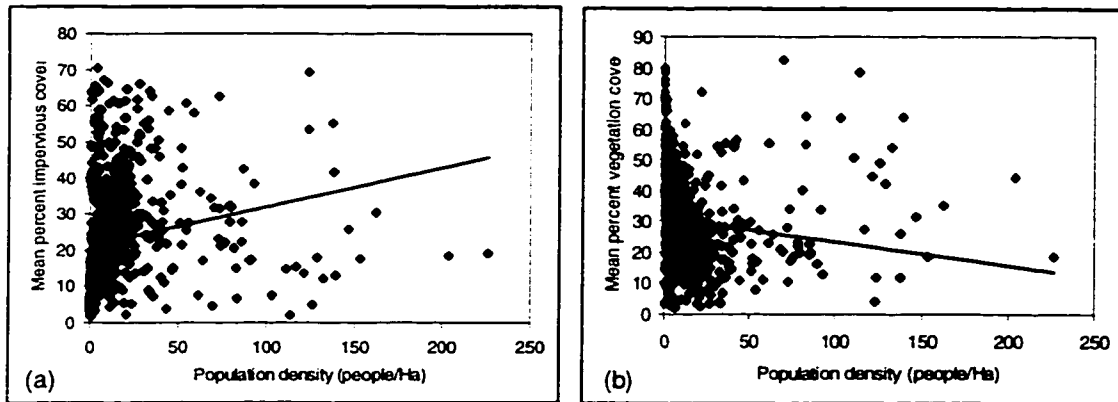 80
70
60
50
40
30
20
10
0
Mean percent impervious cover
0 50 100 150 200 250
Population density (people/Ha)
(a)
90
80
70
60
50
40
30
20
10
0
Mean percent vegetation cove
0 50 100 150 200 250
Population density (people/Ha)
(b)